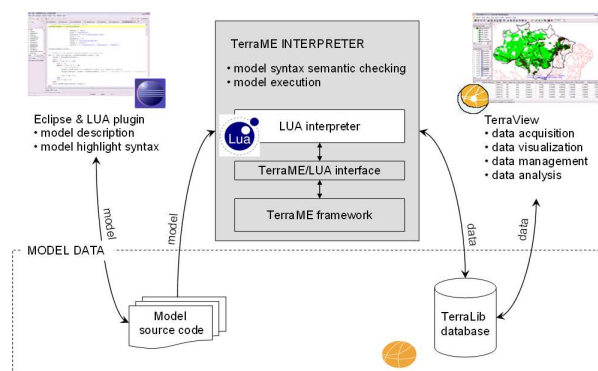 TerraME INTERPRETER
• model syntax semantic checking
• model execution
LUA interpreter
Lua
TerraME/LUA interface
TerraME framework
Eclipse & LUA plugin
• model description
• model highlight syntax
TerraView
• data acquisition
• data visualization
• data management
• data analysis
model
model
data
data
MODEL DATA
Model
source code
TerraLib
database